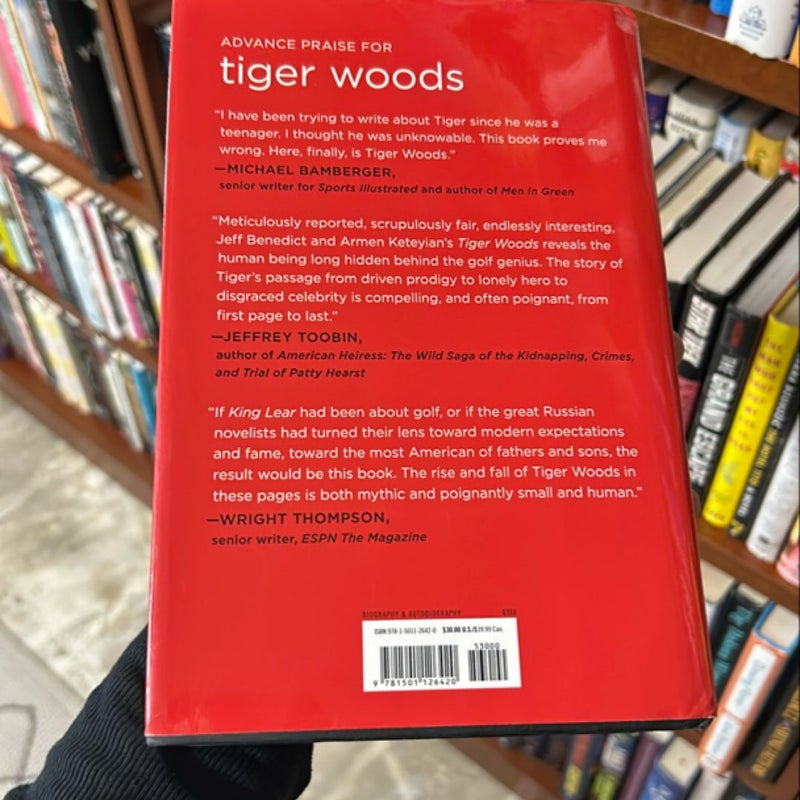 ADVANCE PRAISE FOR
tiger woods
“I have been trying to write about Tiger since he was a
teenager. I thought he was unknowable. This book proves me
wrong. Here, finally, is Tiger Woods.”
—MICHAEL BAMBERGER,
senior writer for Sports Illustrated and author of Men in Green
“Meticulously reported, scrupulously fair, endlessly interesting,
Jeff Benedict and Armen Keteyian’s Tiger Woods reveals the
human being long hidden behind the golf genius. The story of
Tiger’s passage from driven prodigy to lonely hero to
disgraced celebrity is compelling, and often poignant, from
first page to last.”
—JEFFREY TOOBIN,
author of American Heiress: The Wild Saga of the Kidnapping, Crimes,
and Trial of Patty Hearst
“If King Lear had been about golf, or if the great Russian
novelists had turned their lens toward modern expectations
and fame, toward the most American of fathers and sons, the
result would be this book. The rise and fall of Tiger Woods in
these pages is both mythic and poignantly small and human.”
—WRIGHT THOMPSON,
senior writer, ESPN The Magazine
BIOGRAPHY & AUTOBIOGRAPHY 0318
ISBN 978-1-5011-2642-0 $30.00 U.S./$39.99 Can.
53000
9 781501 126420